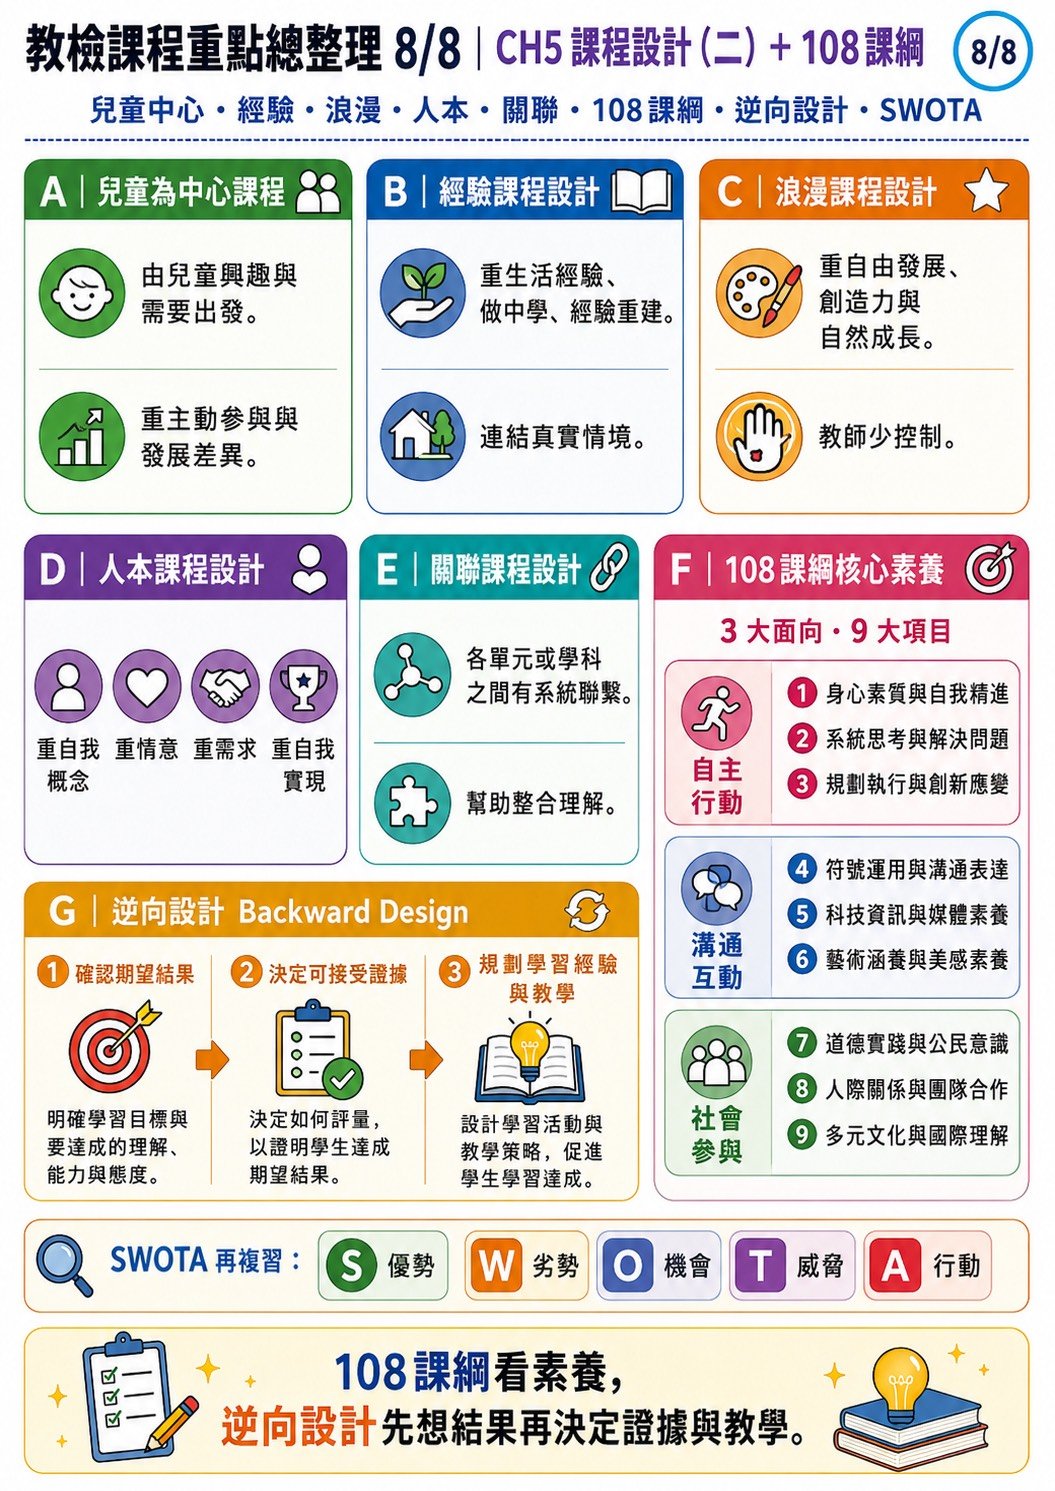 教檢課程重點總整理 8/8｜CH5 課程設計（二）＋108 課綱
8/8
兒童中心・經驗・浪漫・人本・關聯・108 課綱・逆向設計・SWOTA
A｜兒童為中心課程
由兒童興趣與
需要出發。
重主動參與與
發展差異。
B｜經驗課程設計
重生活經驗、
做中學、經驗重建。
連結真實情境。
C｜浪漫課程設計
重自由發展、
創造力與
自然成長。
教師少控制。
D｜人本課程設計
重自我
概念
重情意
重需求
重自我
實現
E｜關聯課程設計
各單元或學科
之間有系統聯繫。
幫助整合理解。
F｜108 課綱核心素養
3 大面向・9 大項目
自主
行動
1 身心素質與自我精進
2 系統思考與解決問題
3 規劃執行與創新應變
溝通
互動
4 符號運用與溝通表達
5 科技資訊與媒體素養
6 藝術涵養與美感素養
社會
參與
7 道德實踐與公民意識
8 人際關係與團隊合作
9 多元文化與國際理解
G｜逆向設計 Backward Design
1 確認期望結果
明確學習目標與
要達成的理解、
能力與態度。
2 決定可接受證據
決定如何評量，
以證明學生達成
期望結果。
3 規劃學習經驗
與教學
設計學習活動與
教學策略，促進
學生學習達成。
SWOTA 再複習：
S 優勢
W 劣勢
O 機會
T 威脅
A 行動
108 課綱看素養，
逆向設計先想結果再決定證據與教學。